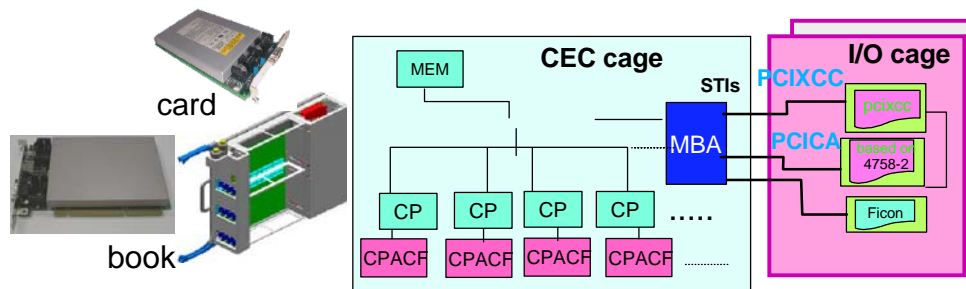 card
book
CEC cage
MEM
STIs
MBA
CP CP CP CP .....
CPACF CPACF CPACF CPACF
I/O cage
PCIXCC
pcixcc
PCICA
based on
4758-2
Ficon